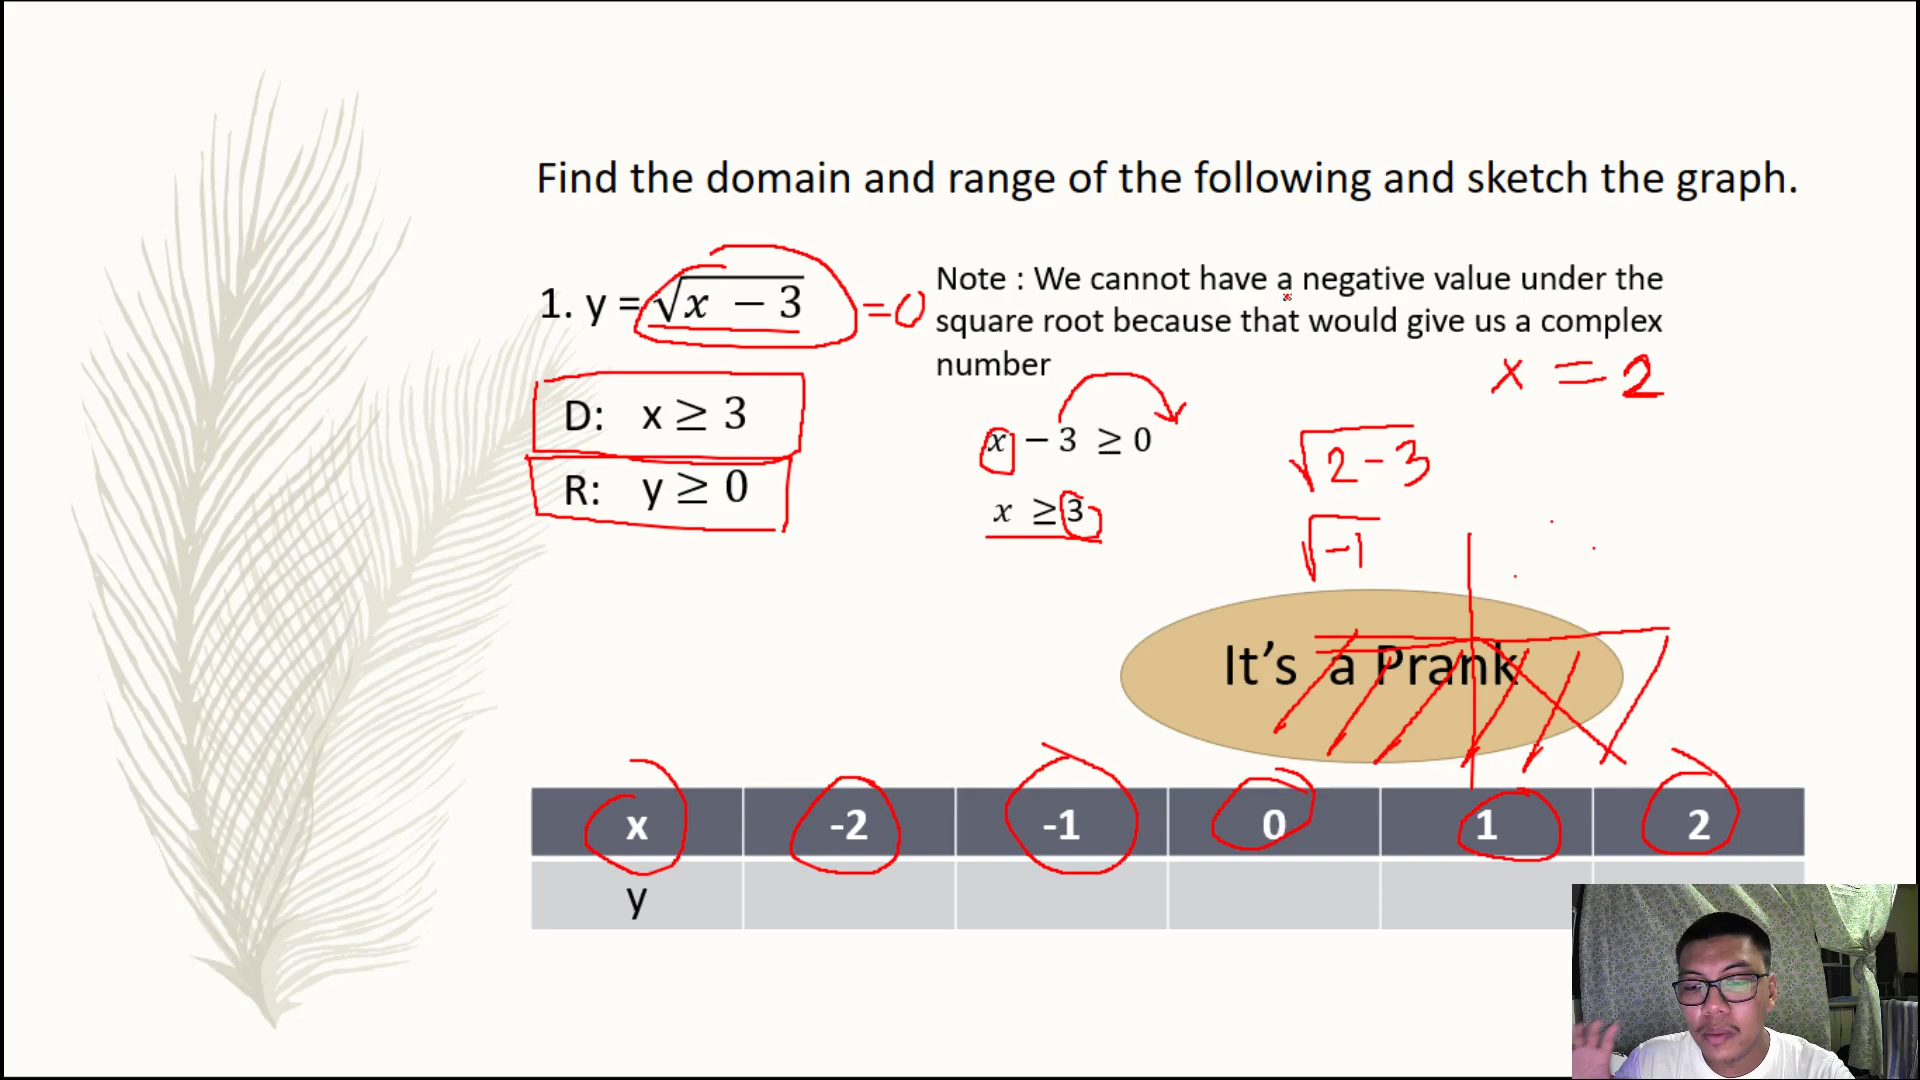 Find the domain and range of the following and sketch the graph.
1. y = √x − 3 = 0
Note : We cannot have a negative value under the
square root because that would give us a complex
number
x = 2
D: x ≥ 3
x − 3 ≥ 0
√2 − 3
R: y ≥ 0
x ≥ 3
√−1
It’s a Prank
x -2 -1 0 1 2
y